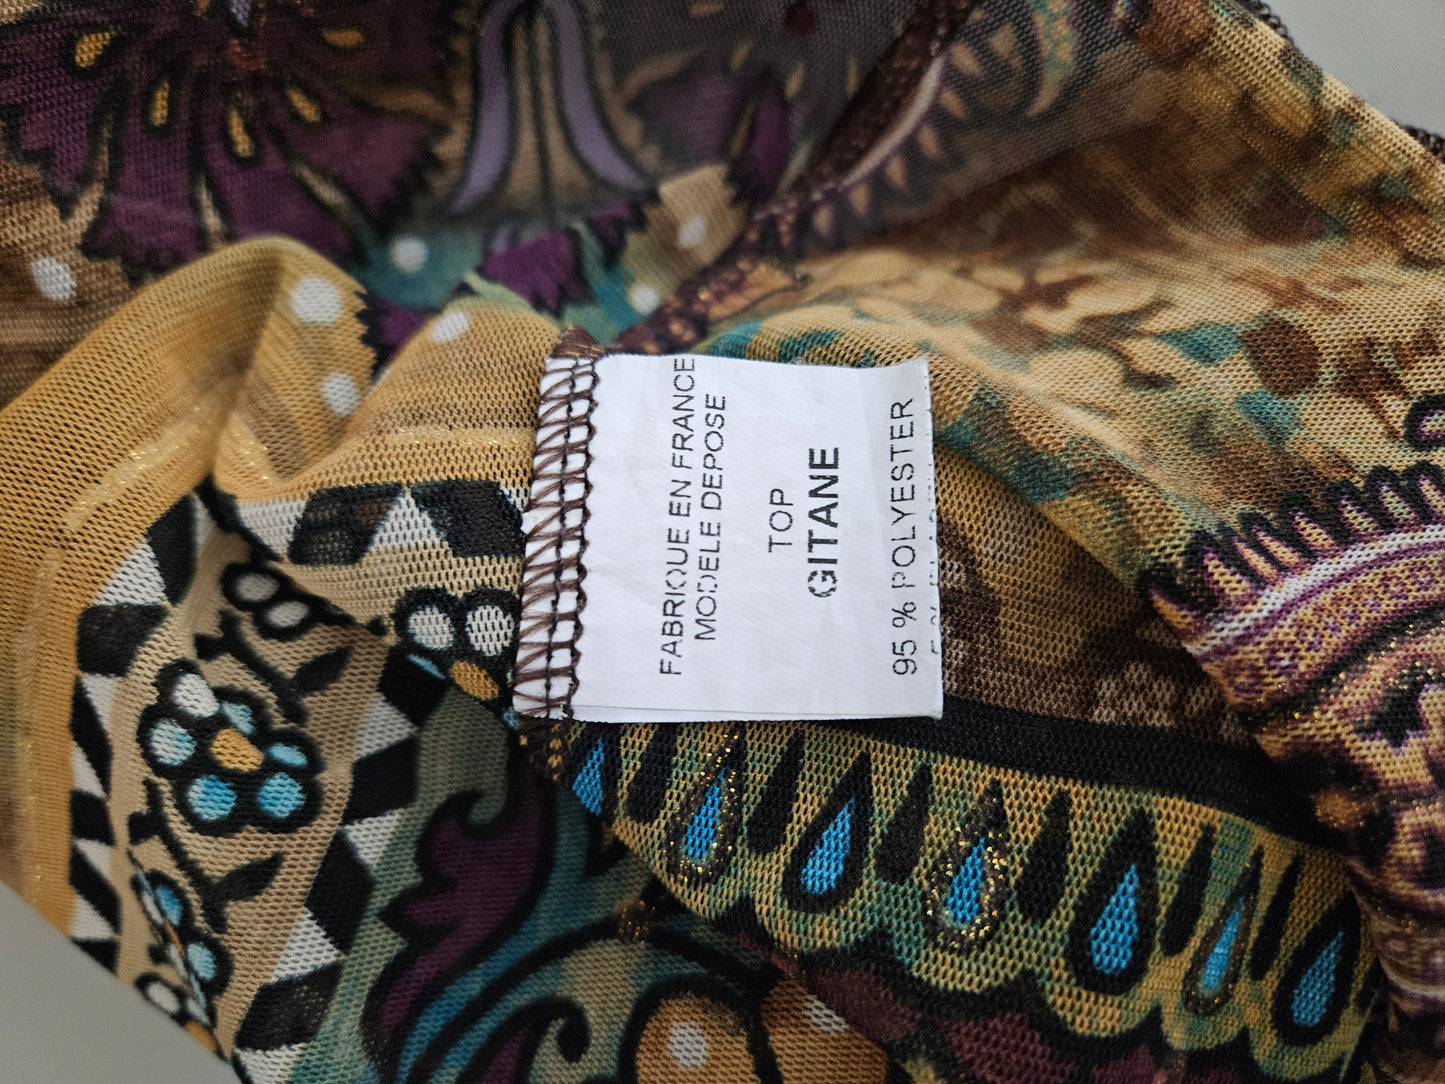 FABRIQUE EN FRANCE
MODELE DEPOSE
TOP
GITANE
95 % POLYESTER